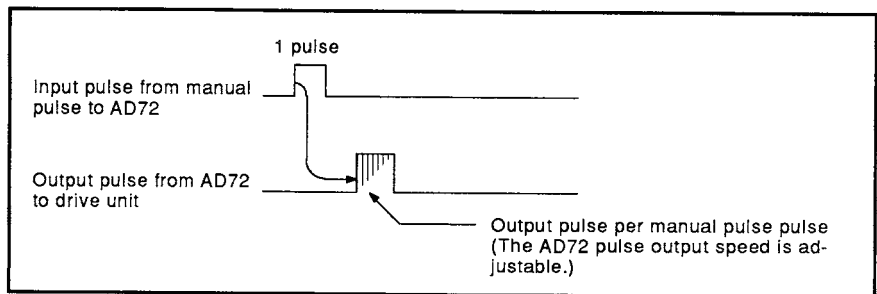 1 pulse
Input pulse from manual
pulse to AD72
Output pulse from AD72
to drive unit
Output pulse per manual pulse pulse
(The AD72 pulse output speed is ad-
justable.)